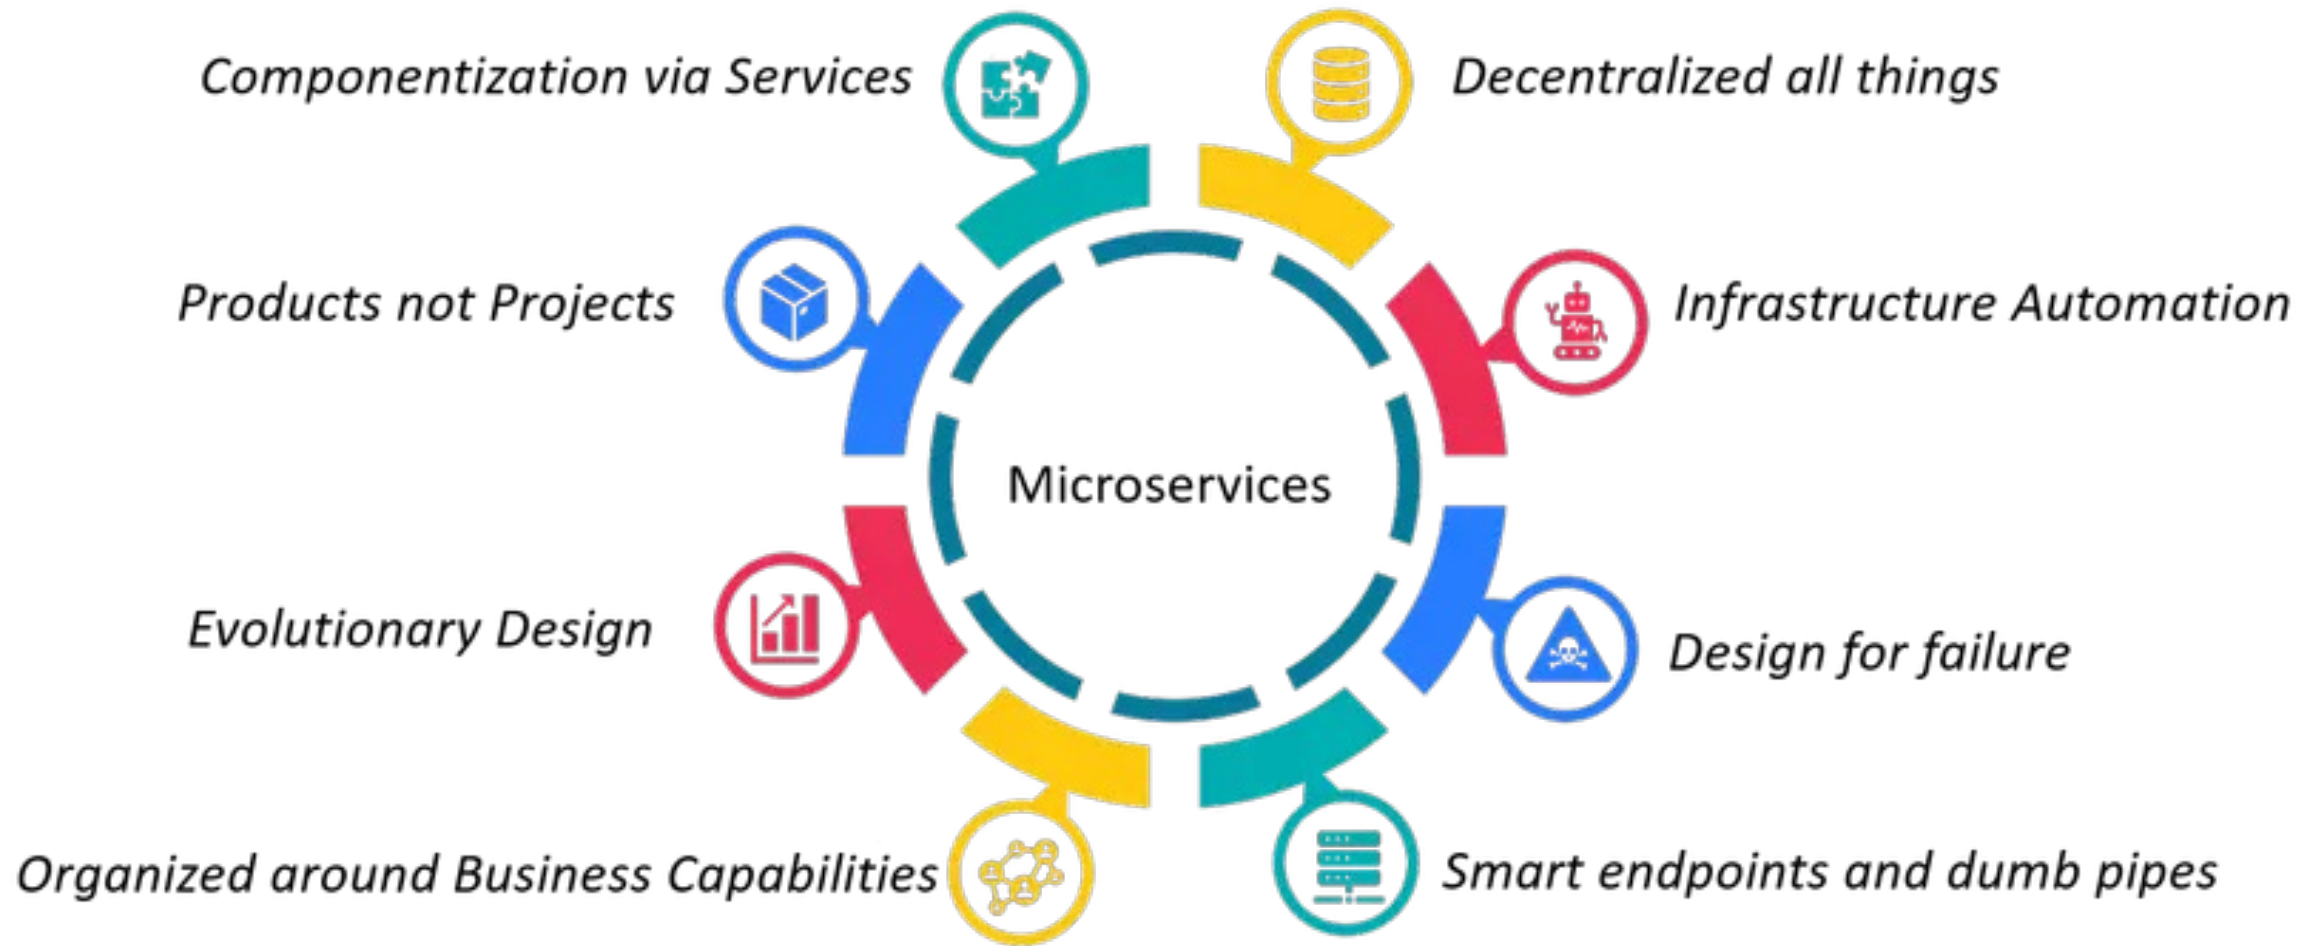 Componentization via Services
Decentralized all things
Products not Projects
Infrastructure Automation
Microservices
Evolutionary Design
Design for failure
Organized around Business Capabilities
Smart endpoints and dumb pipes